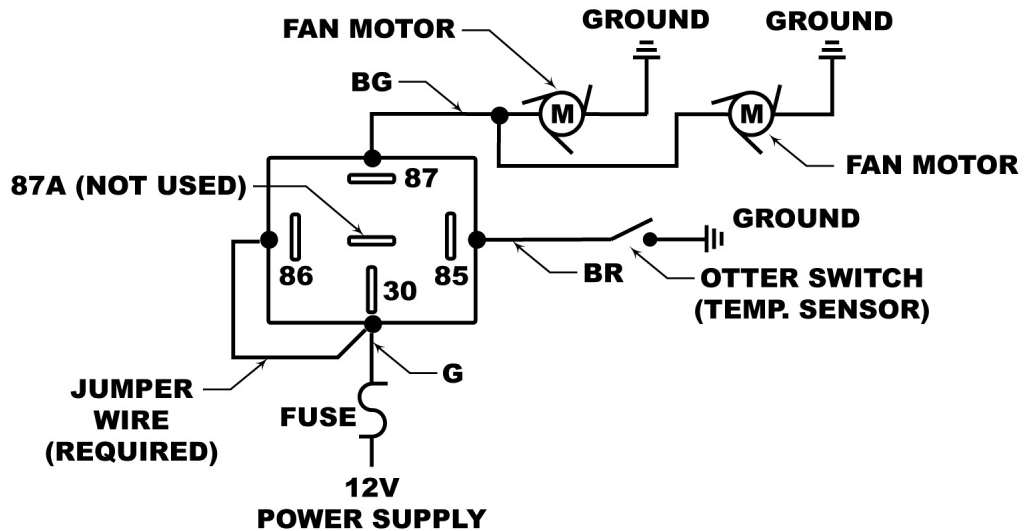 FAN MOTOR
GROUND
GROUND
BG
M
M
FAN MOTOR
87A (NOT USED)
87
GROUND
86
85
BR
OTTER SWITCH
(TEMP. SENSOR)
30
G
JUMPER
WIRE
(REQUIRED)
FUSE
12V
POWER SUPPLY